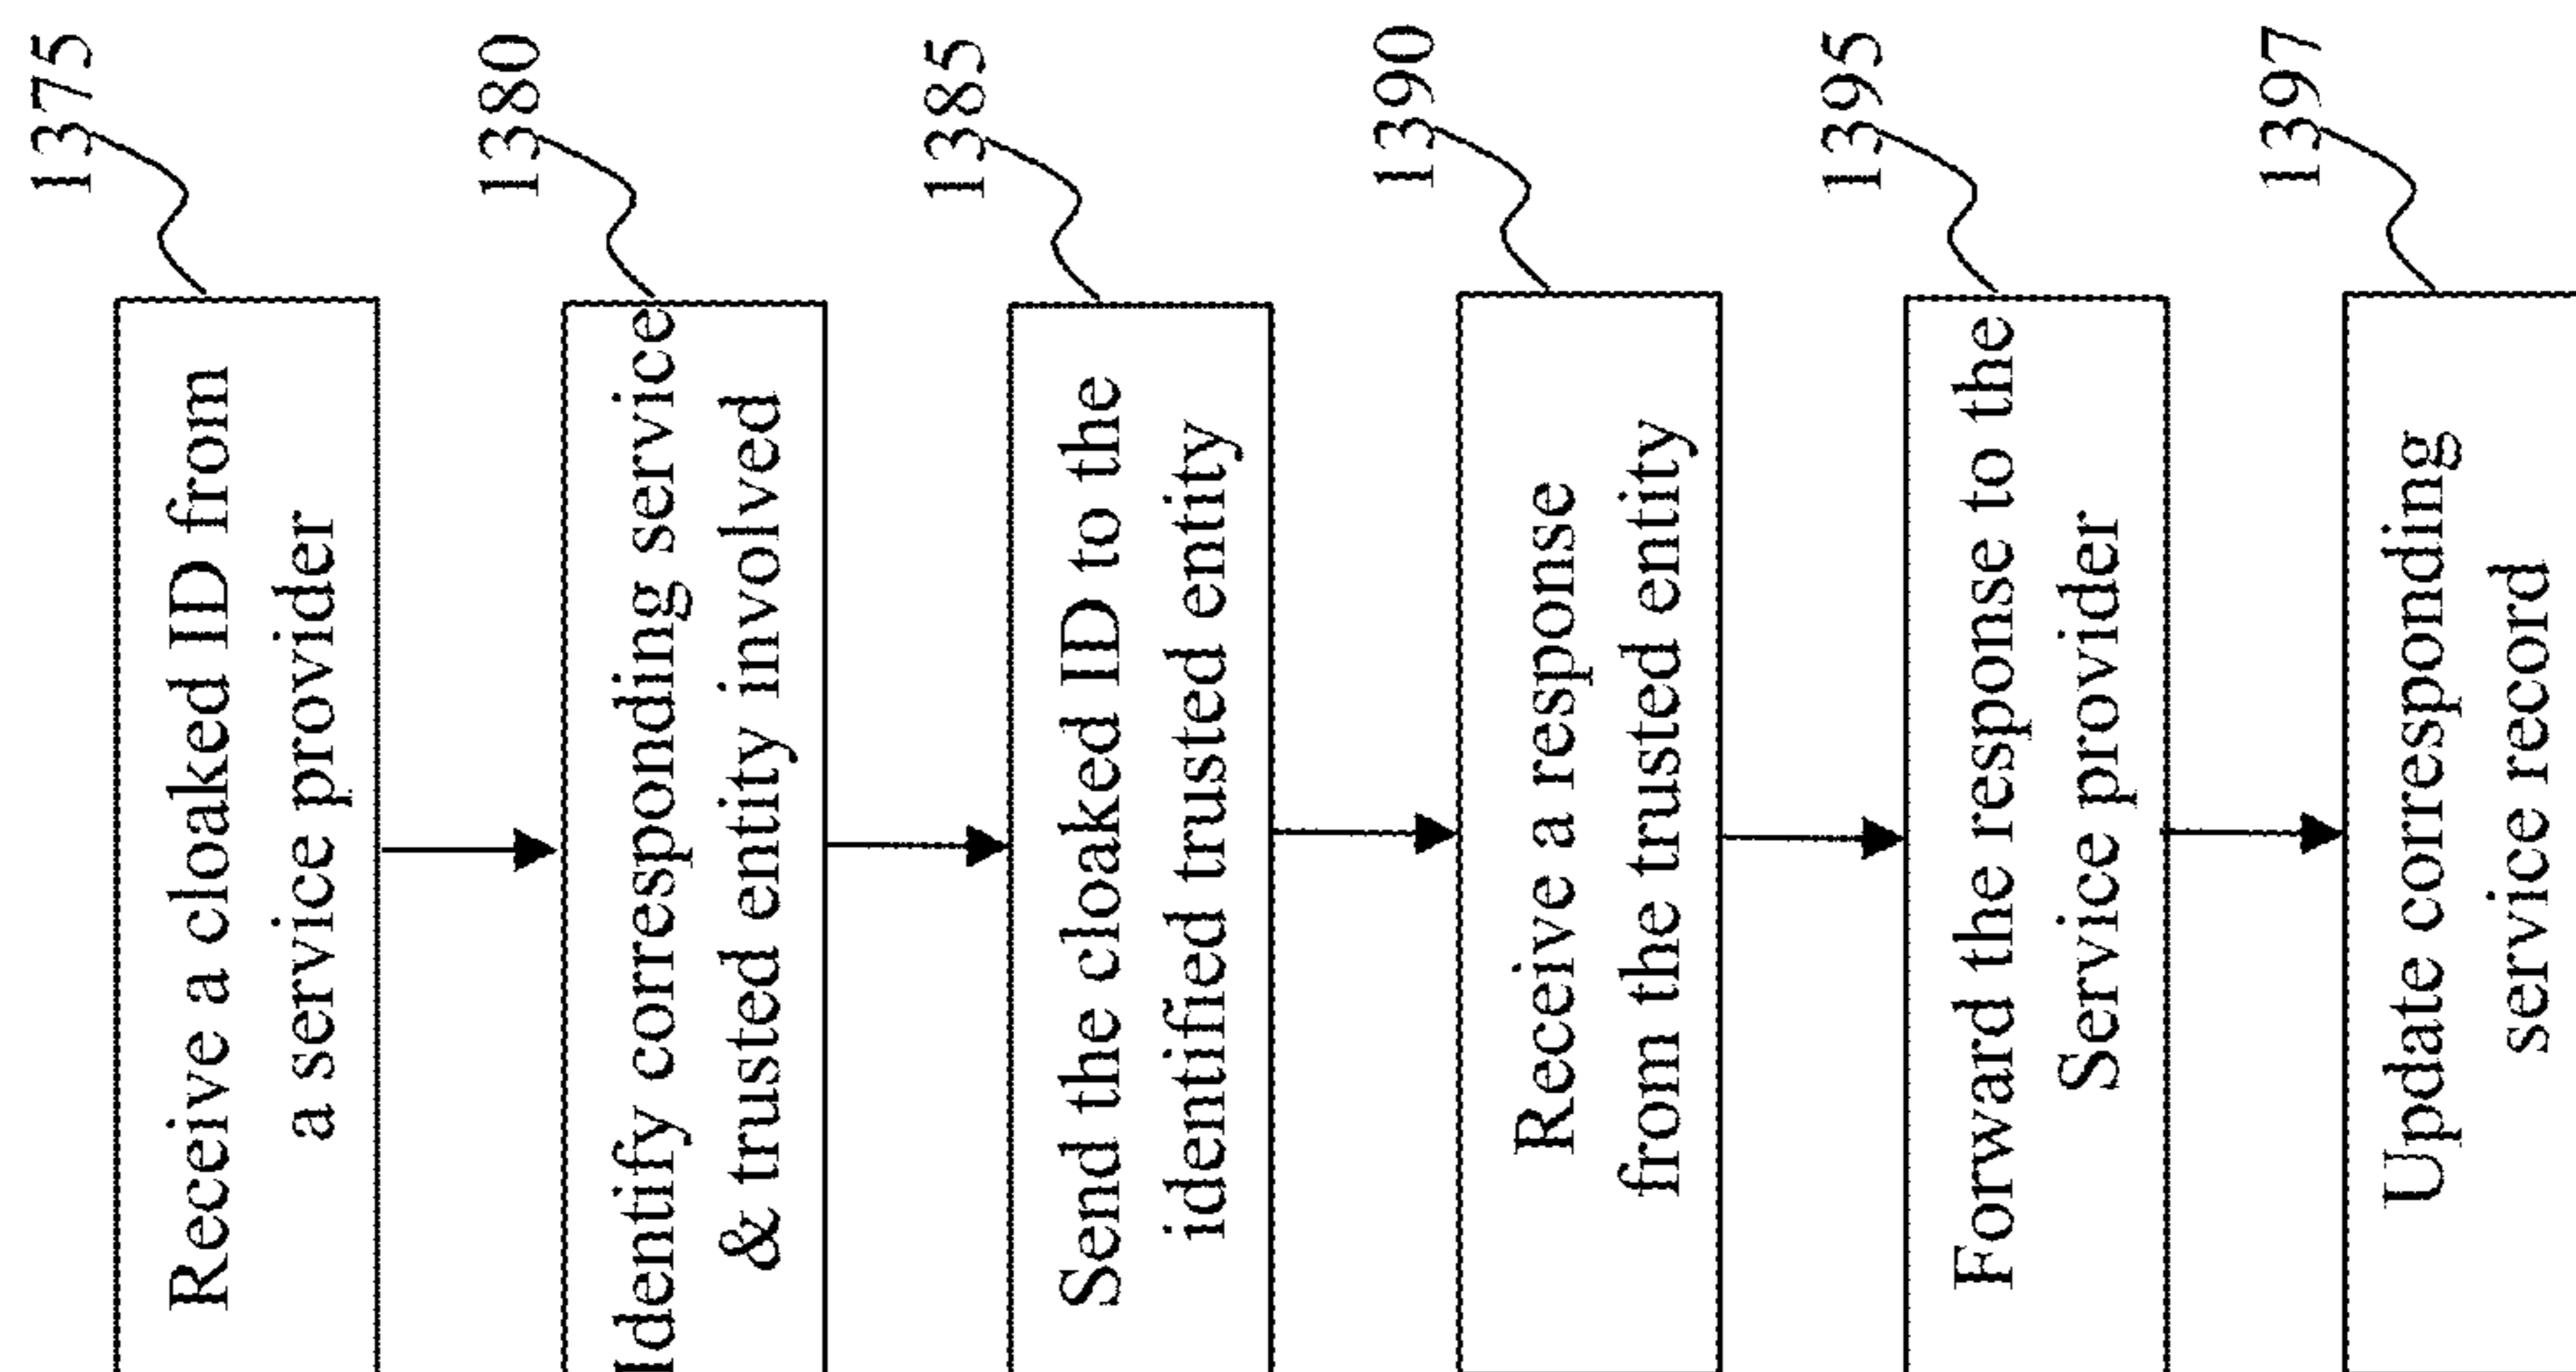 1375
Receive a cloaked ID from
a service provider
1380
Identify corresponding service
& trusted entity involved
1385
Send the cloaked ID to the
identified trusted entity
1390
Receive a response
from the trusted entity
1395
Forward the response to the
Service provider
1397
Update corresponding
service record